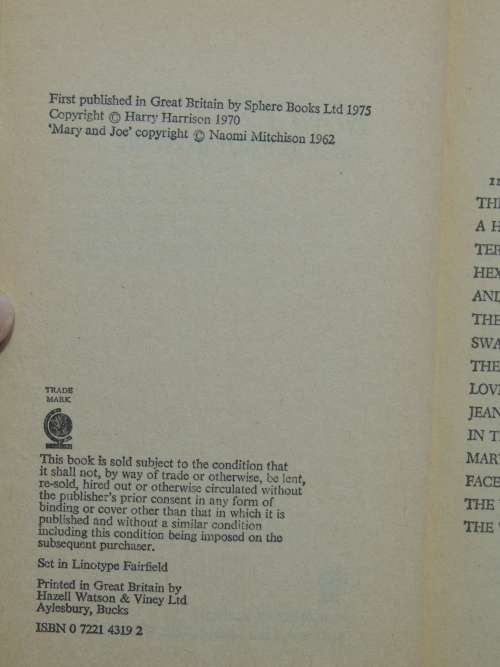 First published in Great Britain by Sphere Books Ltd 1975
Copyright © Harry Harrison 1970
'Mary and Joe' copyright © Naomi Mitchison 1962
TRADE
MARK
This book is sold subject to the condition that
it shall not, by way of trade or otherwise, be lent,
re-sold, hired out or otherwise circulated without
the publisher's prior consent in any form of
binding or cover other than that in which it is
published and without a similar condition
including this condition being imposed on the
subsequent purchaser.
Set in Linotype Fairfield
Printed in Great Britain by
Hazell Watson & Viney Ltd
Aylesbury, Bucks
ISBN 0 7221 4319 2
THE
A H
TER
HEX
AND
THE
SWA
THE
LOVE
JEAN
IN T
MARY
FACE
THE
THE